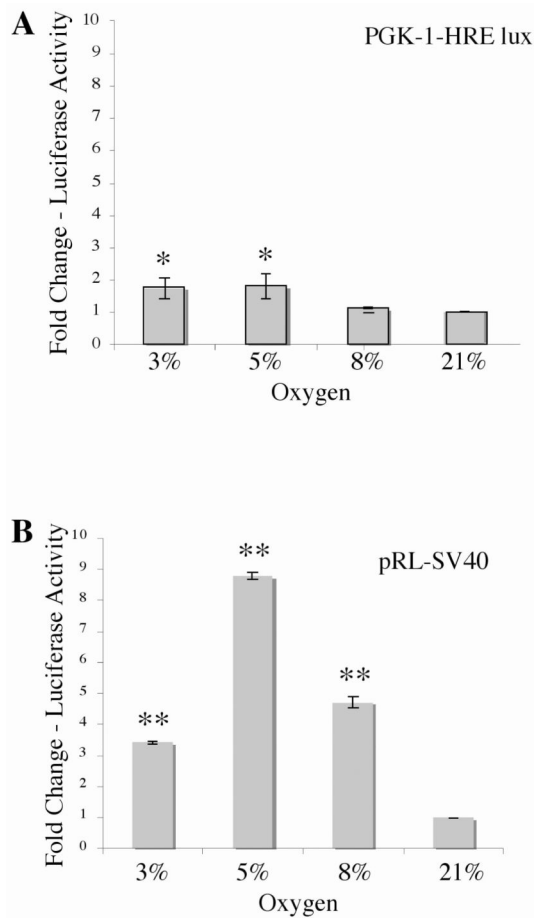 A
PGK-1-HRE lux
Fold Change - Luciferase Activity
10
9
8
7
6
5
4
3
2
1
0
* *
3% 5% 8% 21%
Oxygen
B
pRL-SV40
Fold Change - Luciferase Activity
10
9
8
7
6
5
4
3
2
1
0
** ** **
3% 5% 8% 21%
Oxygen